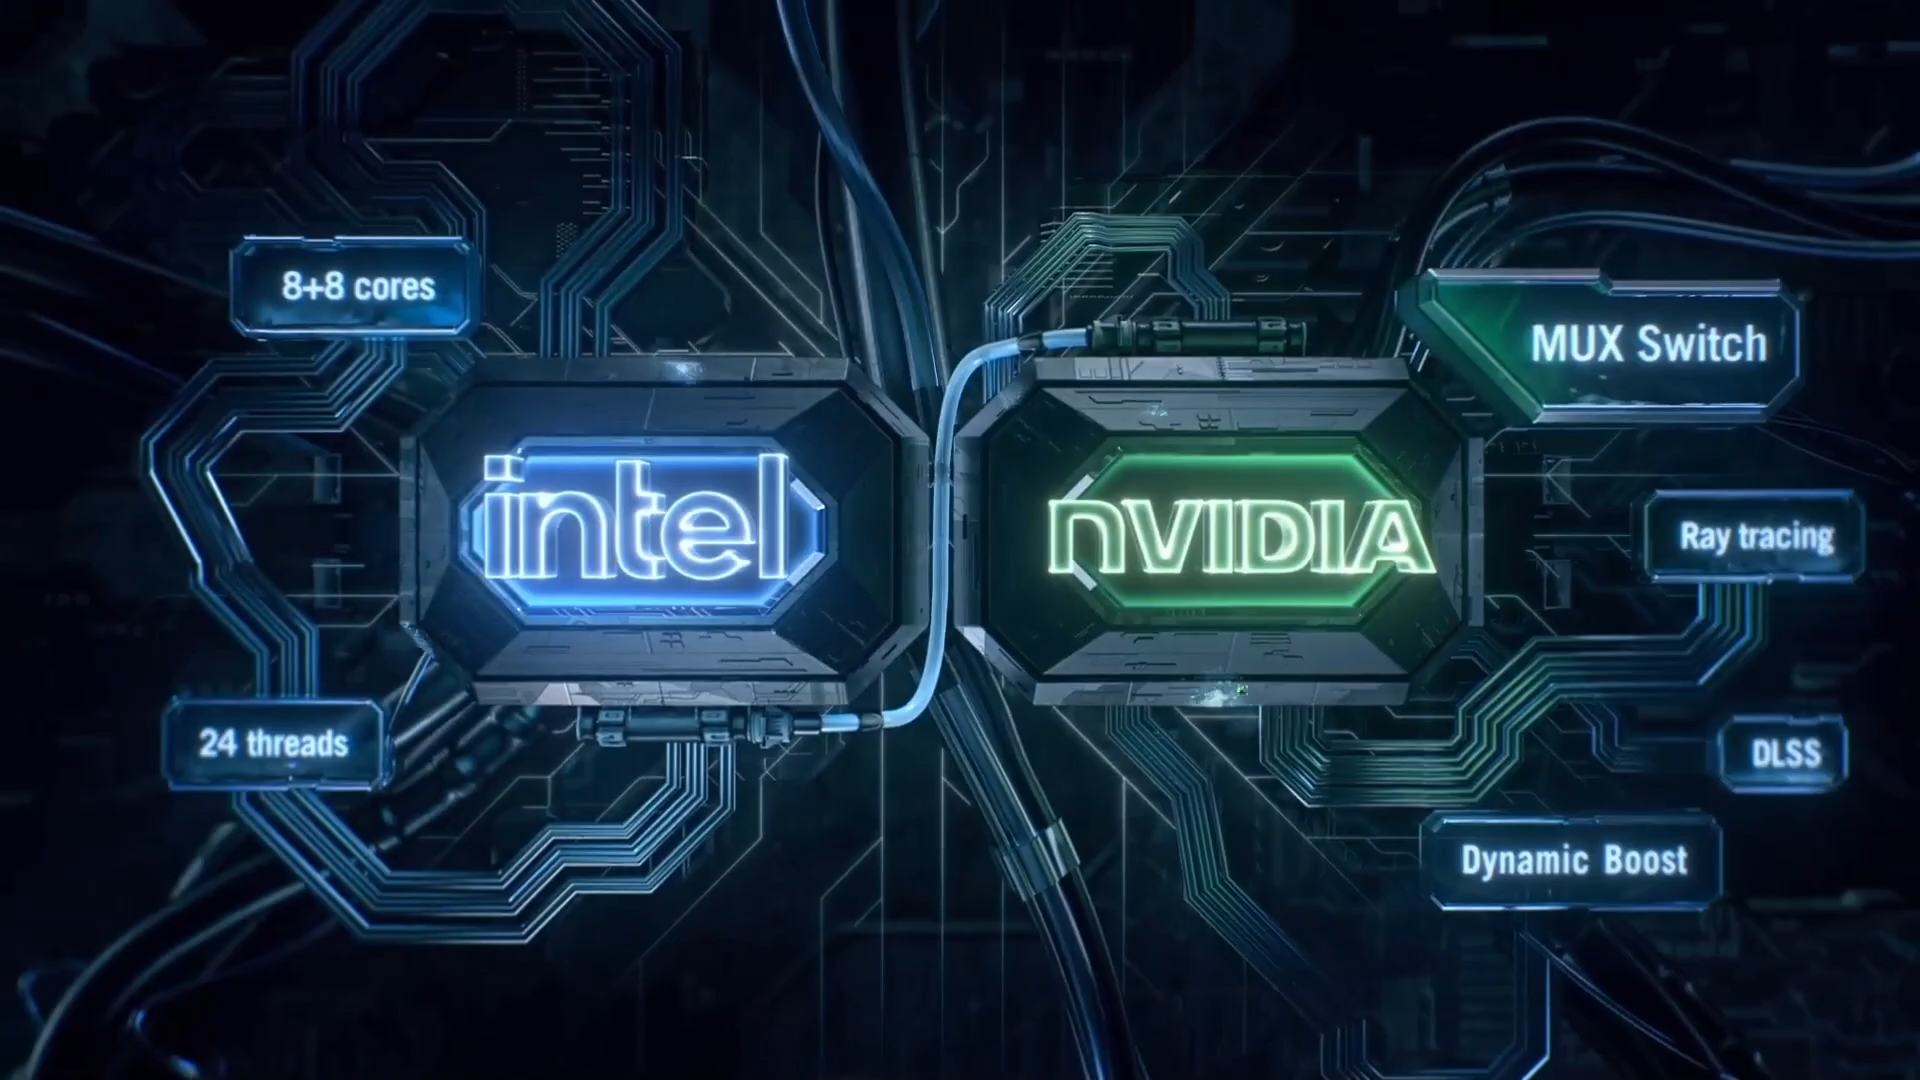 8+8 cores
MUX Switch
intel
nVIDIA
Ray tracing
24 threads
DLSS
Dynamic Boost